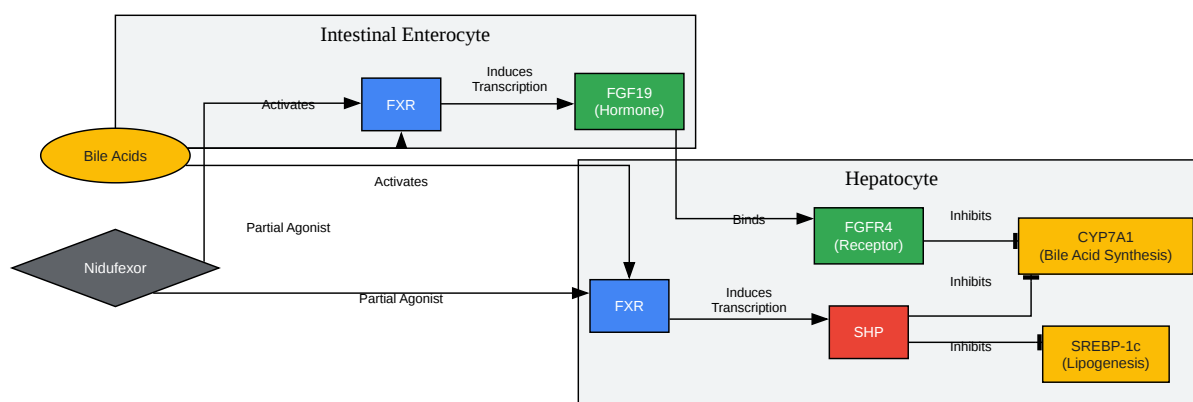 Intestinal Enterocyte
Induces
Transcription
FGF19
(Hormone)
FXR
Activates
Bile Acids
Activates
Hepatocyte
Partial Agonist
Binds
FGFR4
(Receptor)
Inhibits
CYP7A1
(Bile Acid Synthesis)
Nidufexor
Partial Agonist
FXR
Induces
Transcription
SHP
Inhibits
Inhibits
SREBP-1c
(Lipogenesis)